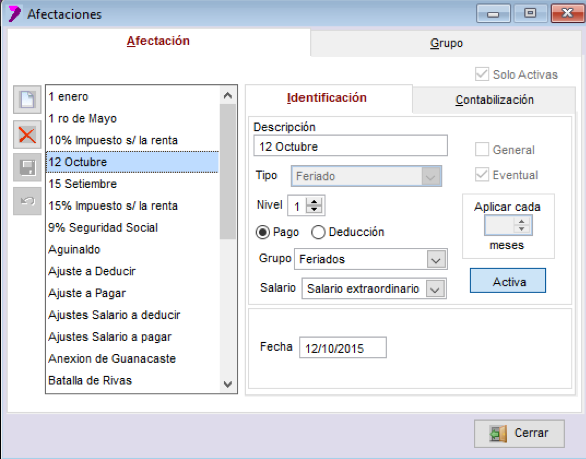 Afectaciones
Afectación
Grupo
Solo Activas
1 enero
1 ro de Mayo
10% Impuesto s/ la renta
12 Octubre
15 Setiembre
15% Impuesto s/ la renta
9% Seguridad Social
Aguinaldo
Ajuste a Deducir
Ajuste a Pagar
Ajustes Salario a deducir
Ajustes Salario a pagar
Anexion de Guanacaste
Batalla de Rivas
Identificación
Contabilización
Descripción
12 Octubre
General
Tipo Feriado
Eventual
Nivel 1
Aplicar cada
meses
Pago Deducción
Grupo Feriados
Salario Salario extraordinario
Activa
Fecha 12/10/2015
Cerrar